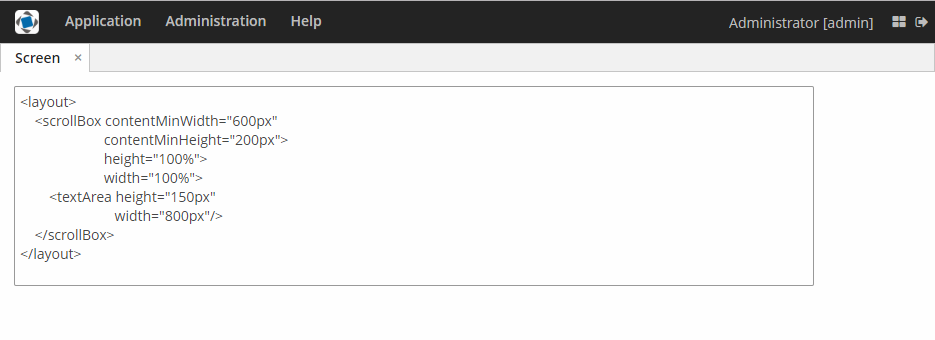 Application Administration Help Administrator [admin]
Screen ×
<layout>
<scrollBox contentMinWidth="600px"
contentMinHeight="200px">
height="100%">
width="100%">
<textArea height="150px"
width="800px"/>
</scrollBox>
</layout>